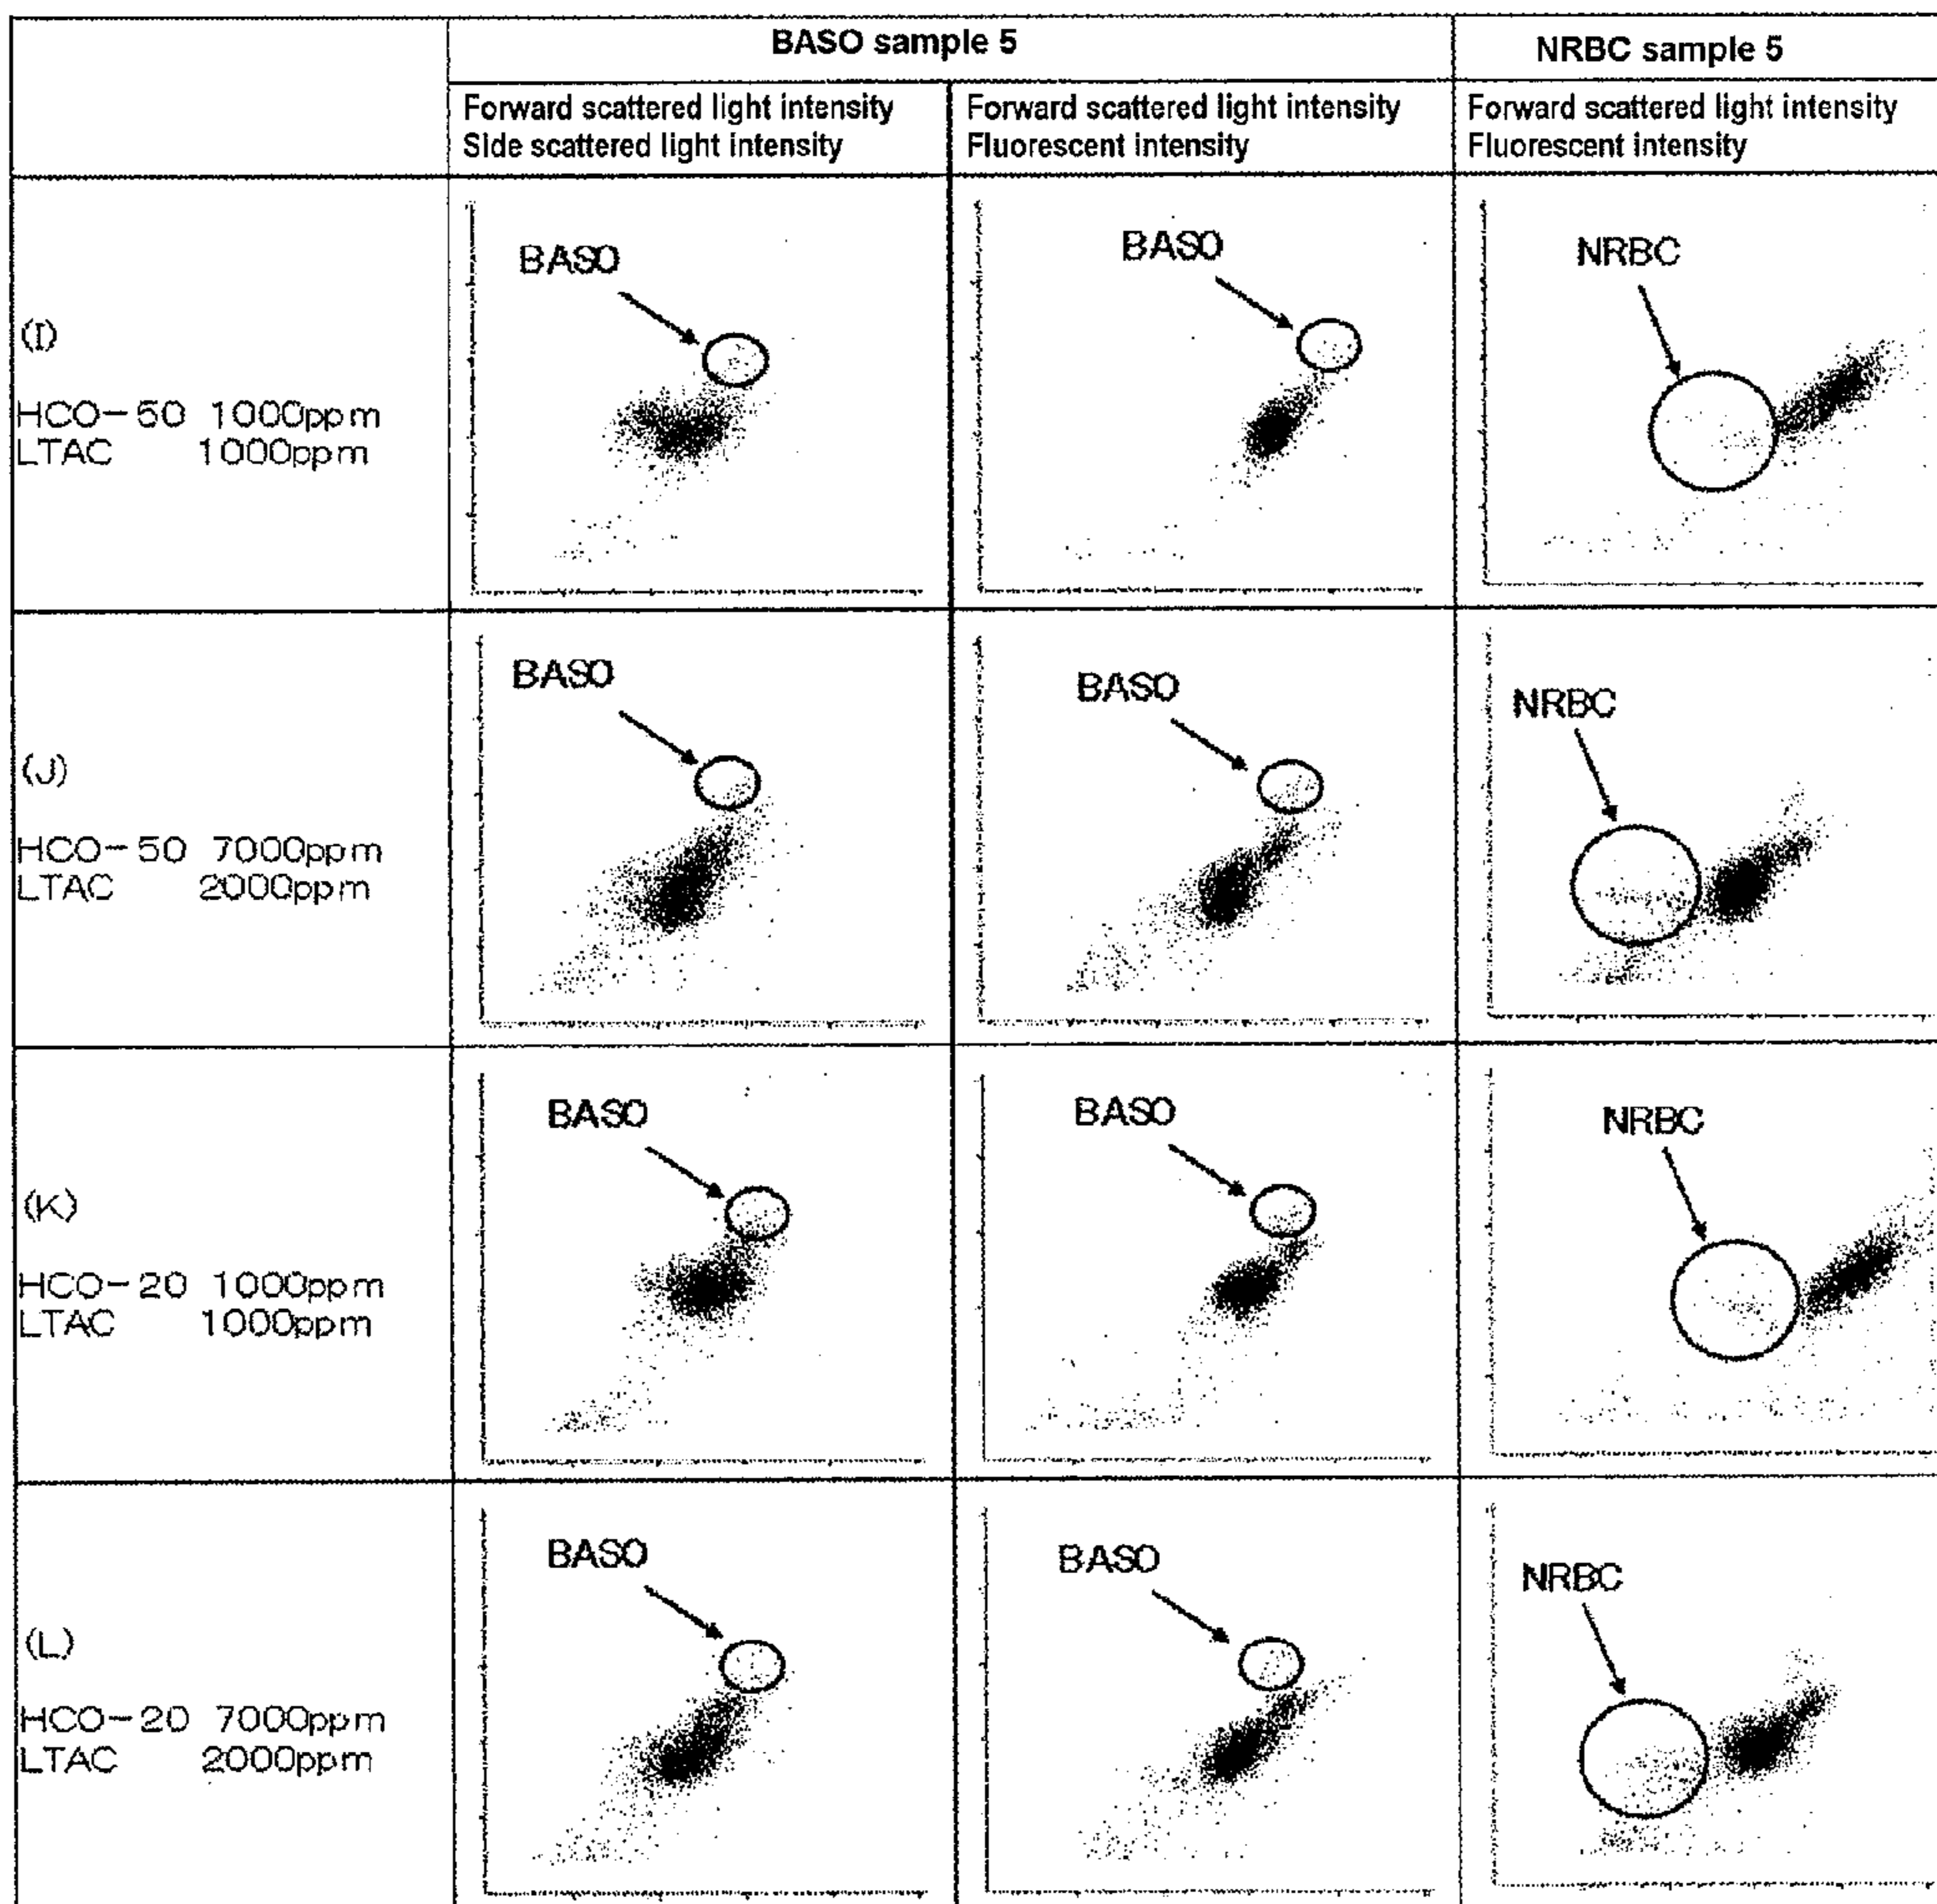 BASO sample 5
NRBC sample 5
Forward scattered light intensity
Side scattered light intensity
Forward scattered light intensity
Fluorescent intensity
Forward scattered light intensity
Fluorescent intensity
(I)
HCO-50 1000ppm
LTAC 1000ppm
BASO
BASO
NRBC
(J)
HCO-50 7000ppm
LTAC 2000ppm
BASO
BASO
NRBC
(K)
HCO-20 1000ppm
LTAC 1000ppm
BASO
BASO
NRBC
(L)
HCO-20 7000ppm
LTAC 2000ppm
BASO
BASO
NRBC